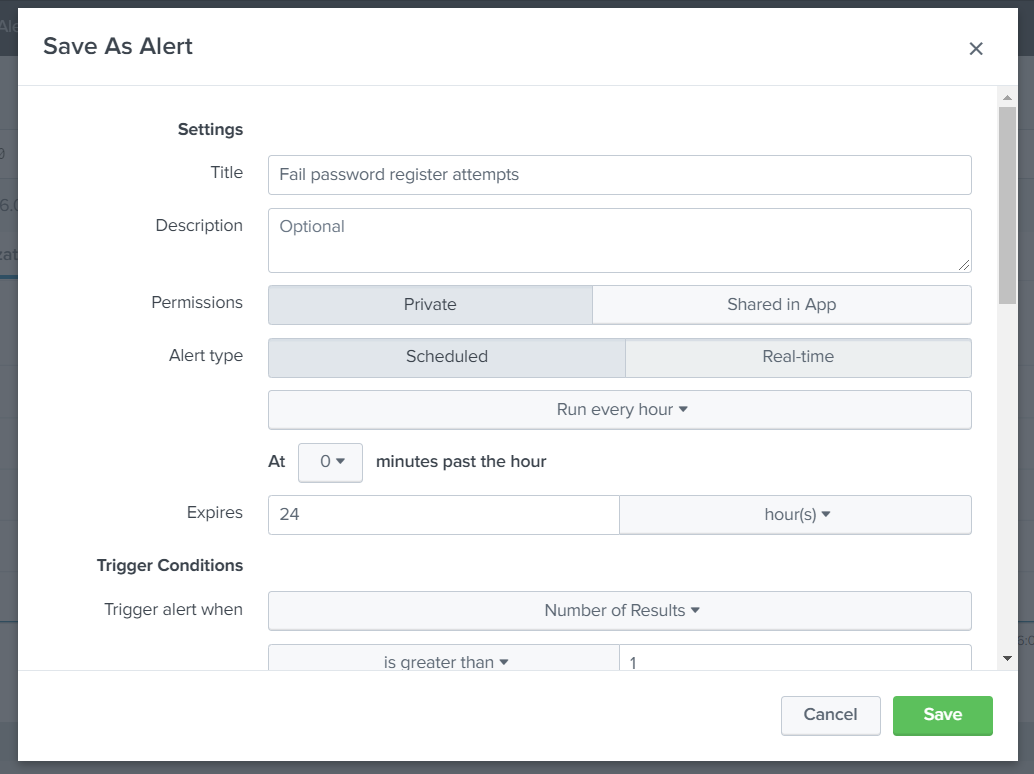 Save As Alert
Settings
Title
Fail password register attempts
Description
Optional
Permissions
Private
Shared in App
Alert type
Scheduled
Real-time
Run every hour
At 0 minutes past the hour
Expires
24
hour(s)
Trigger Conditions
Trigger alert when
Number of Results
is greater than
1
Cancel
Save